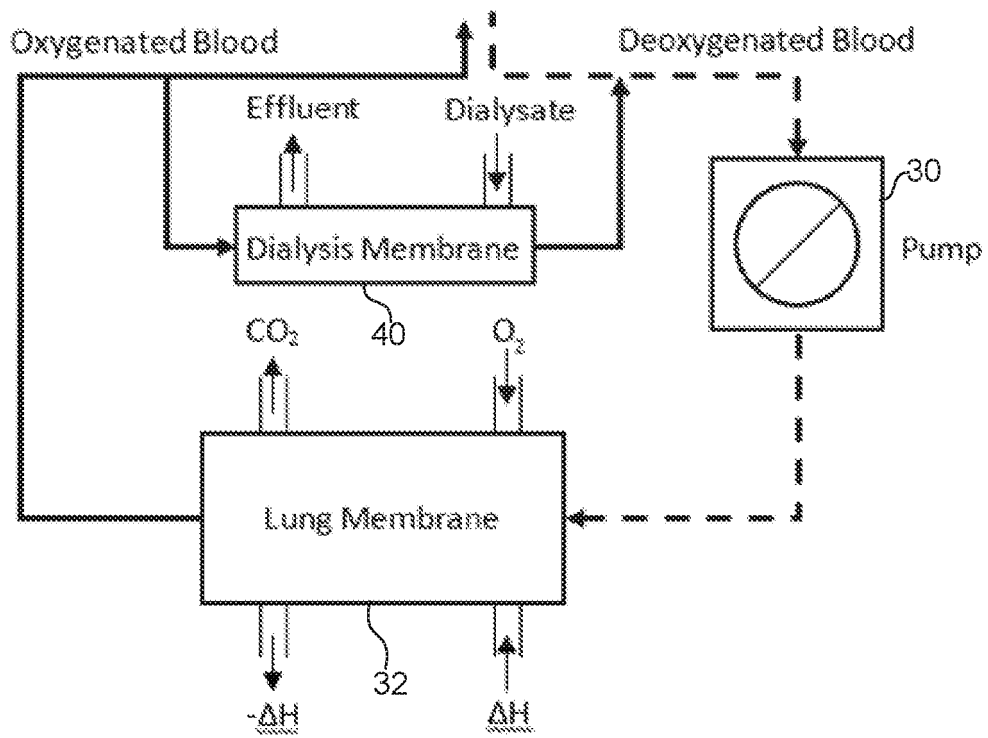 Oxygenated Blood
Deoxygenated Blood
Effluent
Dialysate
30
Dialysis Membrane
Pump
40
CO₂
O₂
Lung Membrane
32
-ΔH
ΔH